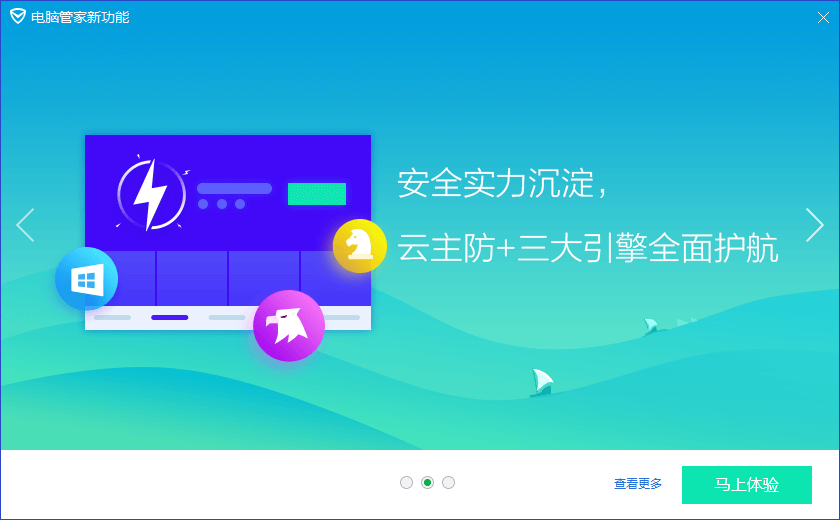 电脑管家新功能
安全实力沉淀，
云主防+三大引擎全面护航
查看更多
马上体验